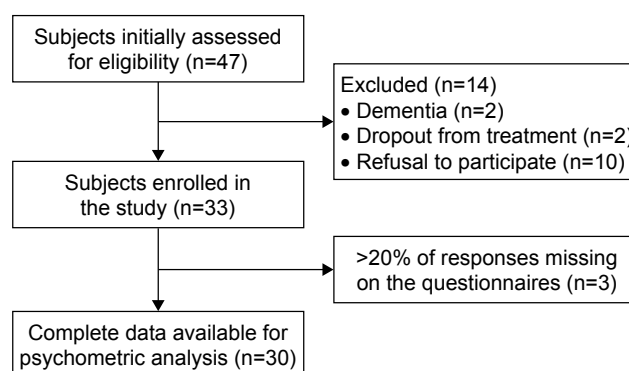 Subjects initially assessed
for eligibility (n=47)
Excluded (n=14)
• Dementia (n=2)
• Dropout from treatment (n=2)
• Refusal to participate (n=10)
Subjects enrolled in
the study (n=33)
>20% of responses missing
on the questionnaires (n=3)
Complete data available for
psychometric analysis (n=30)